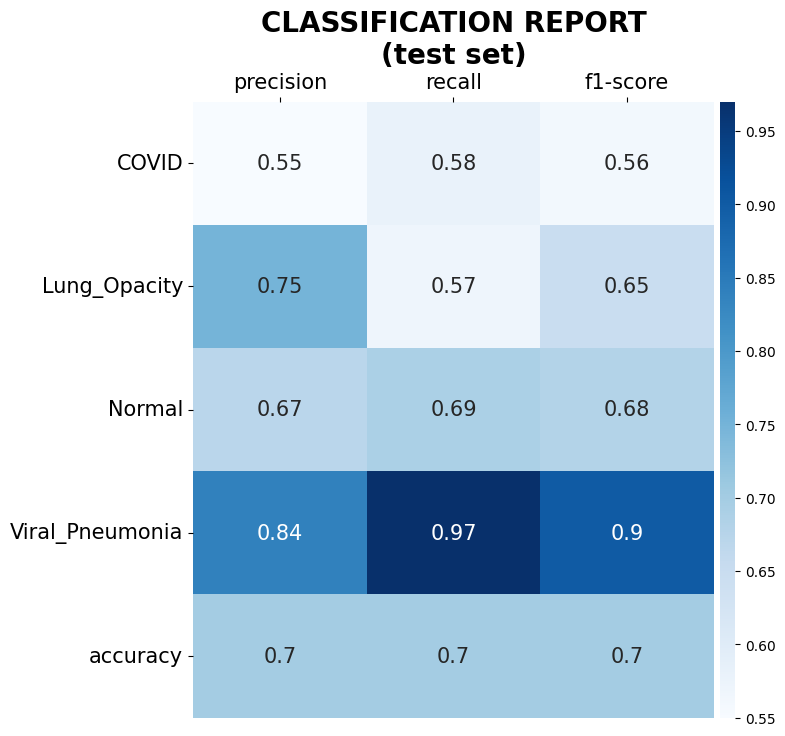 CLASSIFICATION REPORT
(test set)
precision recall f1-score
COVID 0.55 0.58 0.56
Lung_Opacity 0.75 0.57 0.65
Normal 0.67 0.69 0.68
Viral_Pneumonia 0.84 0.97 0.9
accuracy 0.7 0.7 0.7
0.95
0.90
0.85
0.80
0.75
0.70
0.65
0.60
0.55